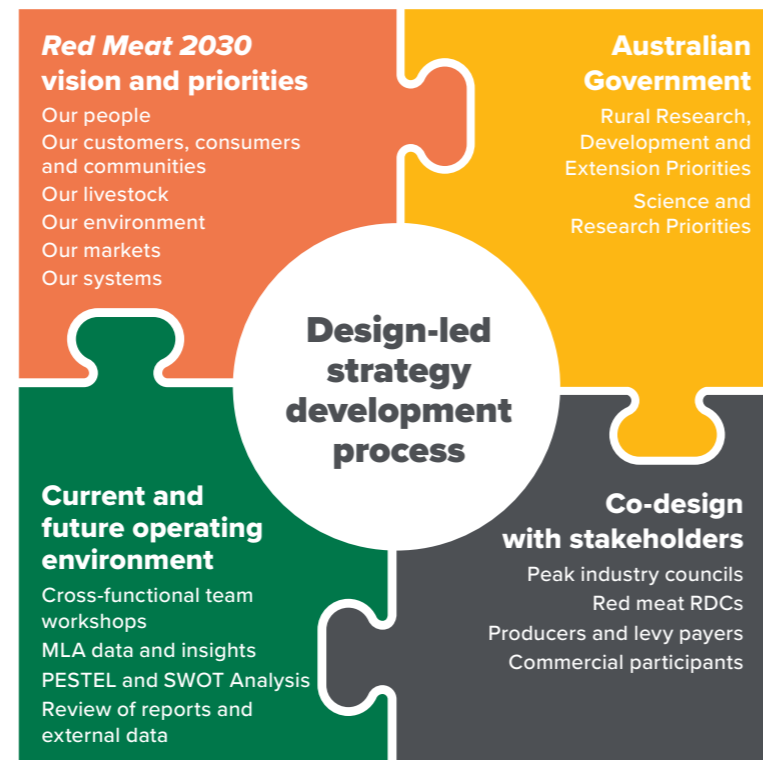 Red Meat 2030
vision and priorities
Our people
Our customers, consumers
and communities
Our livestock
Our environment
Our markets
Our systems
Australian
Government
Rural Research,
Development and
Extension Priorities
Science and
Research Priorities
Design-led
strategy
development
process
Current and
future operating
environment
Cross-functional team
workshops
MLA data and insights
PESTEL and SWOT Analysis
Review of reports and
external data
Co-design
with stakeholders
Peak industry councils
Red meat RDCs
Producers and levy payers
Commercial participants